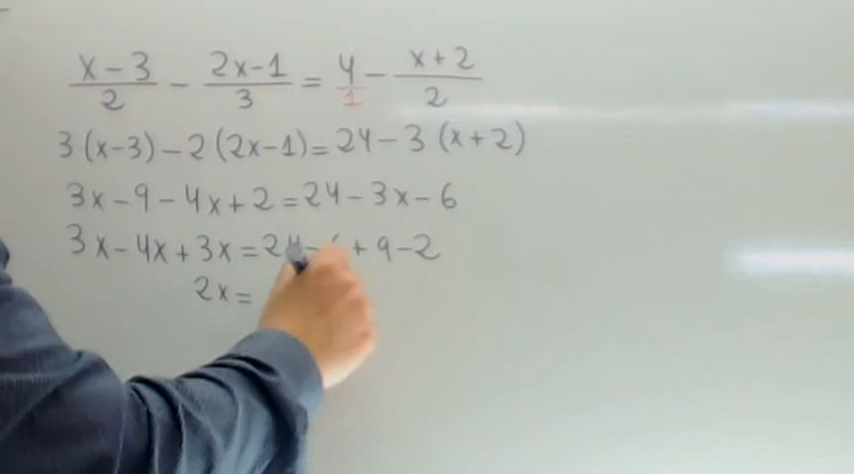 x-3/2 - 2x-1/3 = 4/1 - x+2/2
3(x-3)-2(2x-1)=24-3(x+2)
3x-9-4x+2=24-3x-6
3x-4x+3x=24- +9-2
2x=